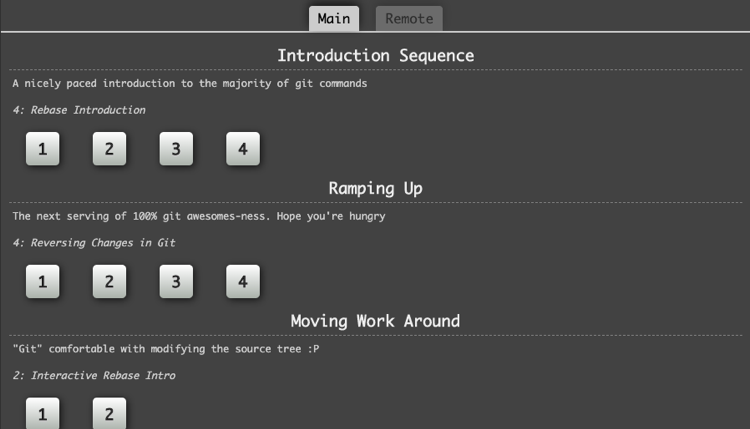 Main Remote
Introduction Sequence
A nicely paced introduction to the majority of git commands
4: Rebase Introduction
1 2 3 4
Ramping Up
The next serving of 100% git awesomes-ness. Hope you're hungry
4: Reversing Changes in Git
1 2 3 4
Moving Work Around
"Git" comfortable with modifying the source tree :P
2: Interactive Rebase Intro
1 2